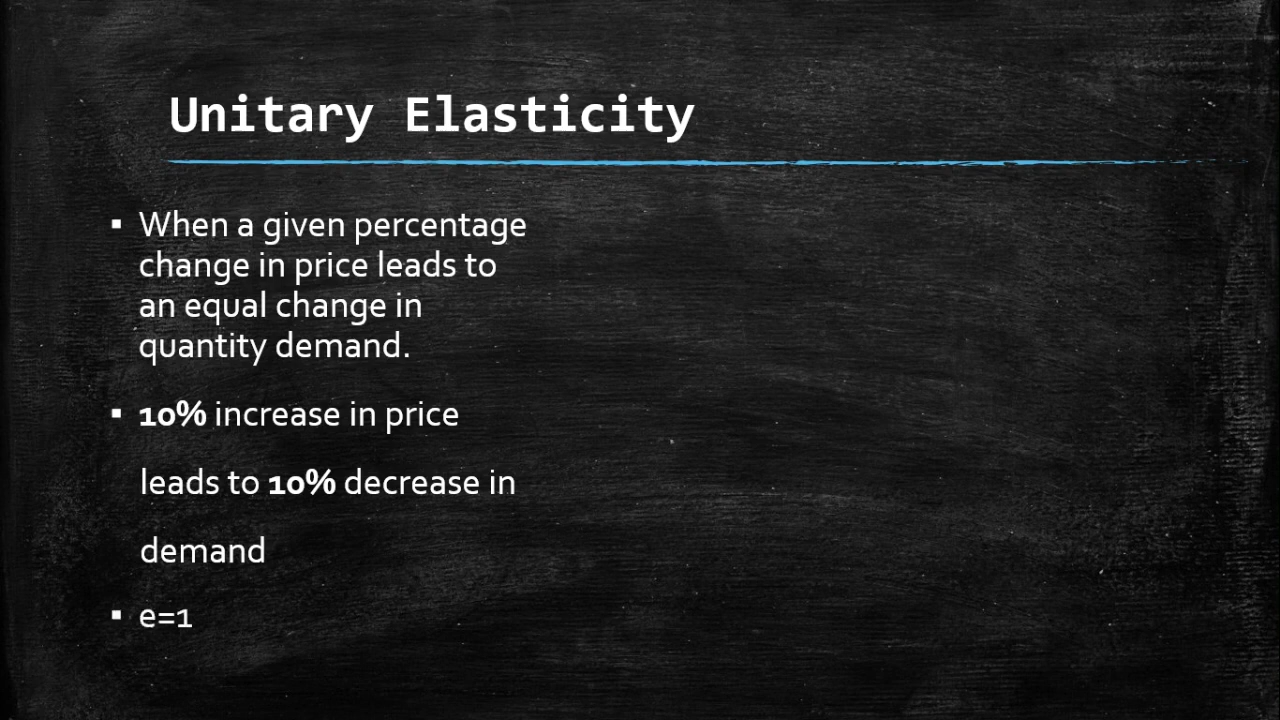 Unitary Elasticity
▪ When a given percentage
change in price leads to
an equal change in
quantity demand.
▪ 10% increase in price
leads to 10% decrease in
demand
▪ e=1